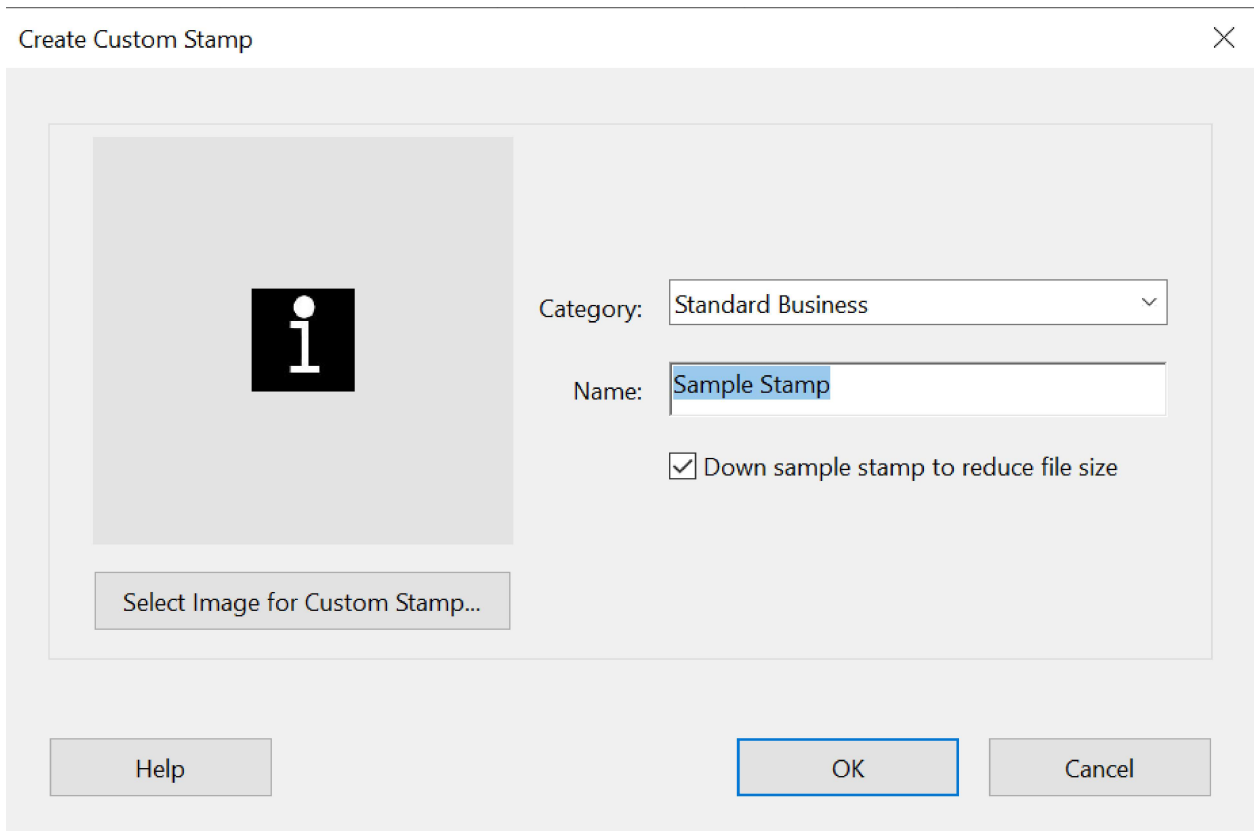 Create Custom Stamp
i
Category:
Standard Business
Name:
Sample Stamp
Down sample stamp to reduce file size
Select Image for Custom Stamp...
Help
OK
Cancel